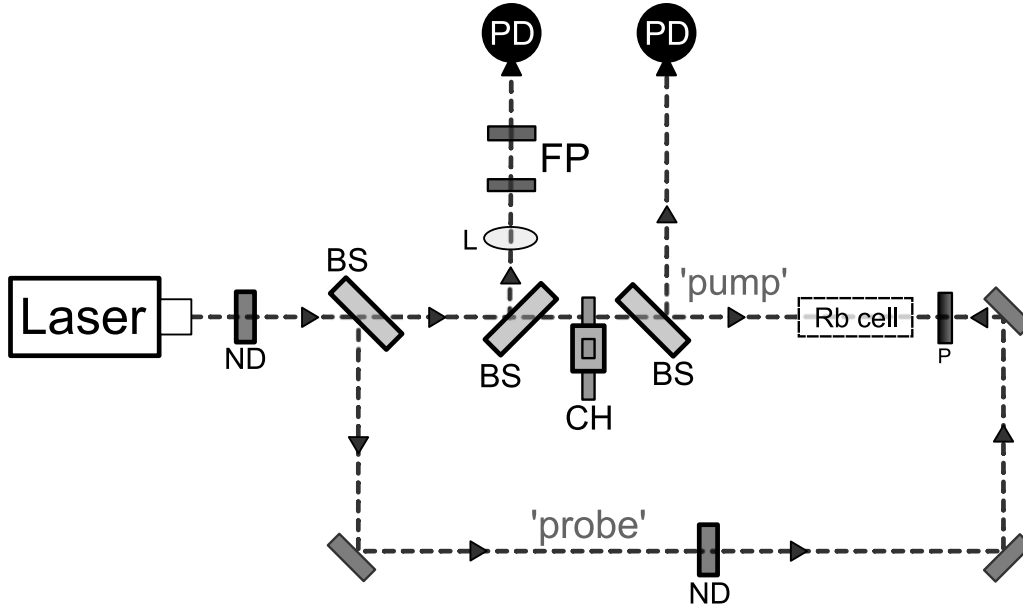 PD
PD
FP
L
BS
'pump'
Laser
Rb cell
ND
BS
BS
P
CH
'probe'
ND